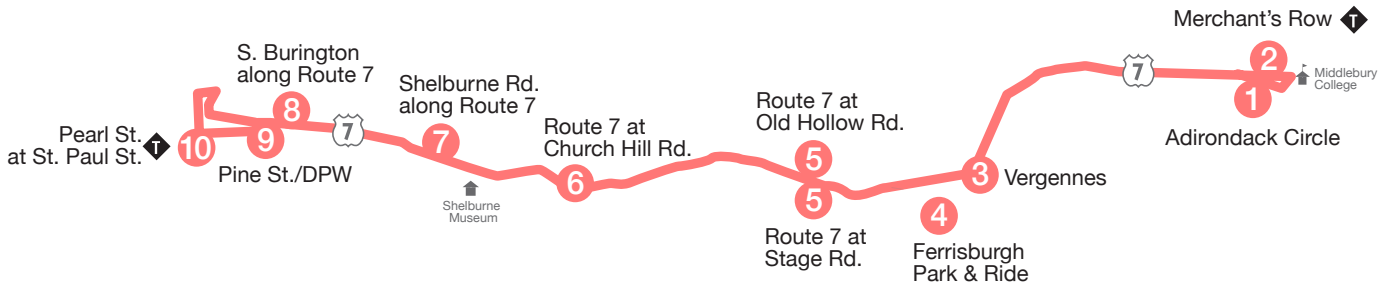 Merchant's Row T
S. Burington
along Route 7
8
7
Shelburne Rd.
along Route 7
7
Pearl St.
at St. Paul St. T
10
9
Pine St./DPW
Shelburne
Museum
Route 7 at
Church Hill Rd.
6
Route 7 at
Old Hollow Rd.
5
5
Route 7 at
Stage Rd.
4
Ferrisburgh
Park & Ride
3
Vergennes
7
2
1
Middlebury
College
Adirondack Circle